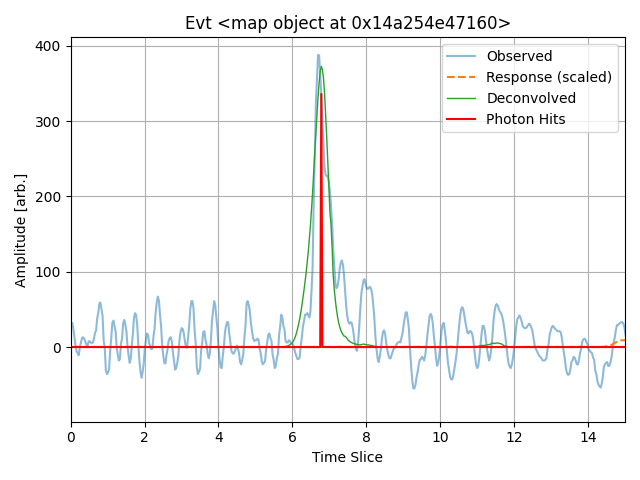 Evt <map object at 0x14a254e47160>
Amplitude [arb.]
400
300
200
100
0
Observed
Response (scaled)
Deconvolved
Photon Hits
0 2 4 6 8 10 12 14
Time Slice